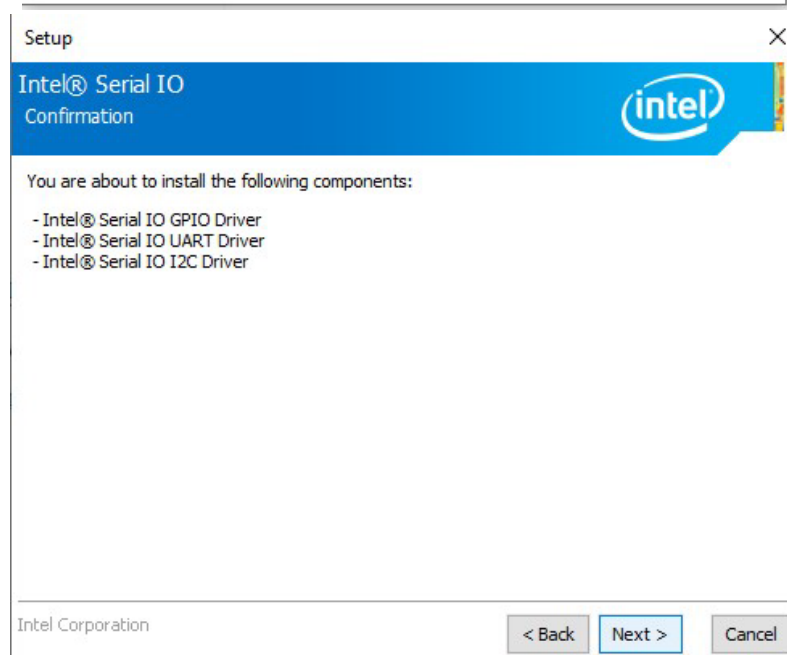 Setup
Intel® Serial IO
Confirmation
intel
You are about to install the following components:
- Intel® Serial IO GPIO Driver
- Intel® Serial IO UART Driver
- Intel® Serial IO I2C Driver
Intel Corporation
< Back
Next >
Cancel